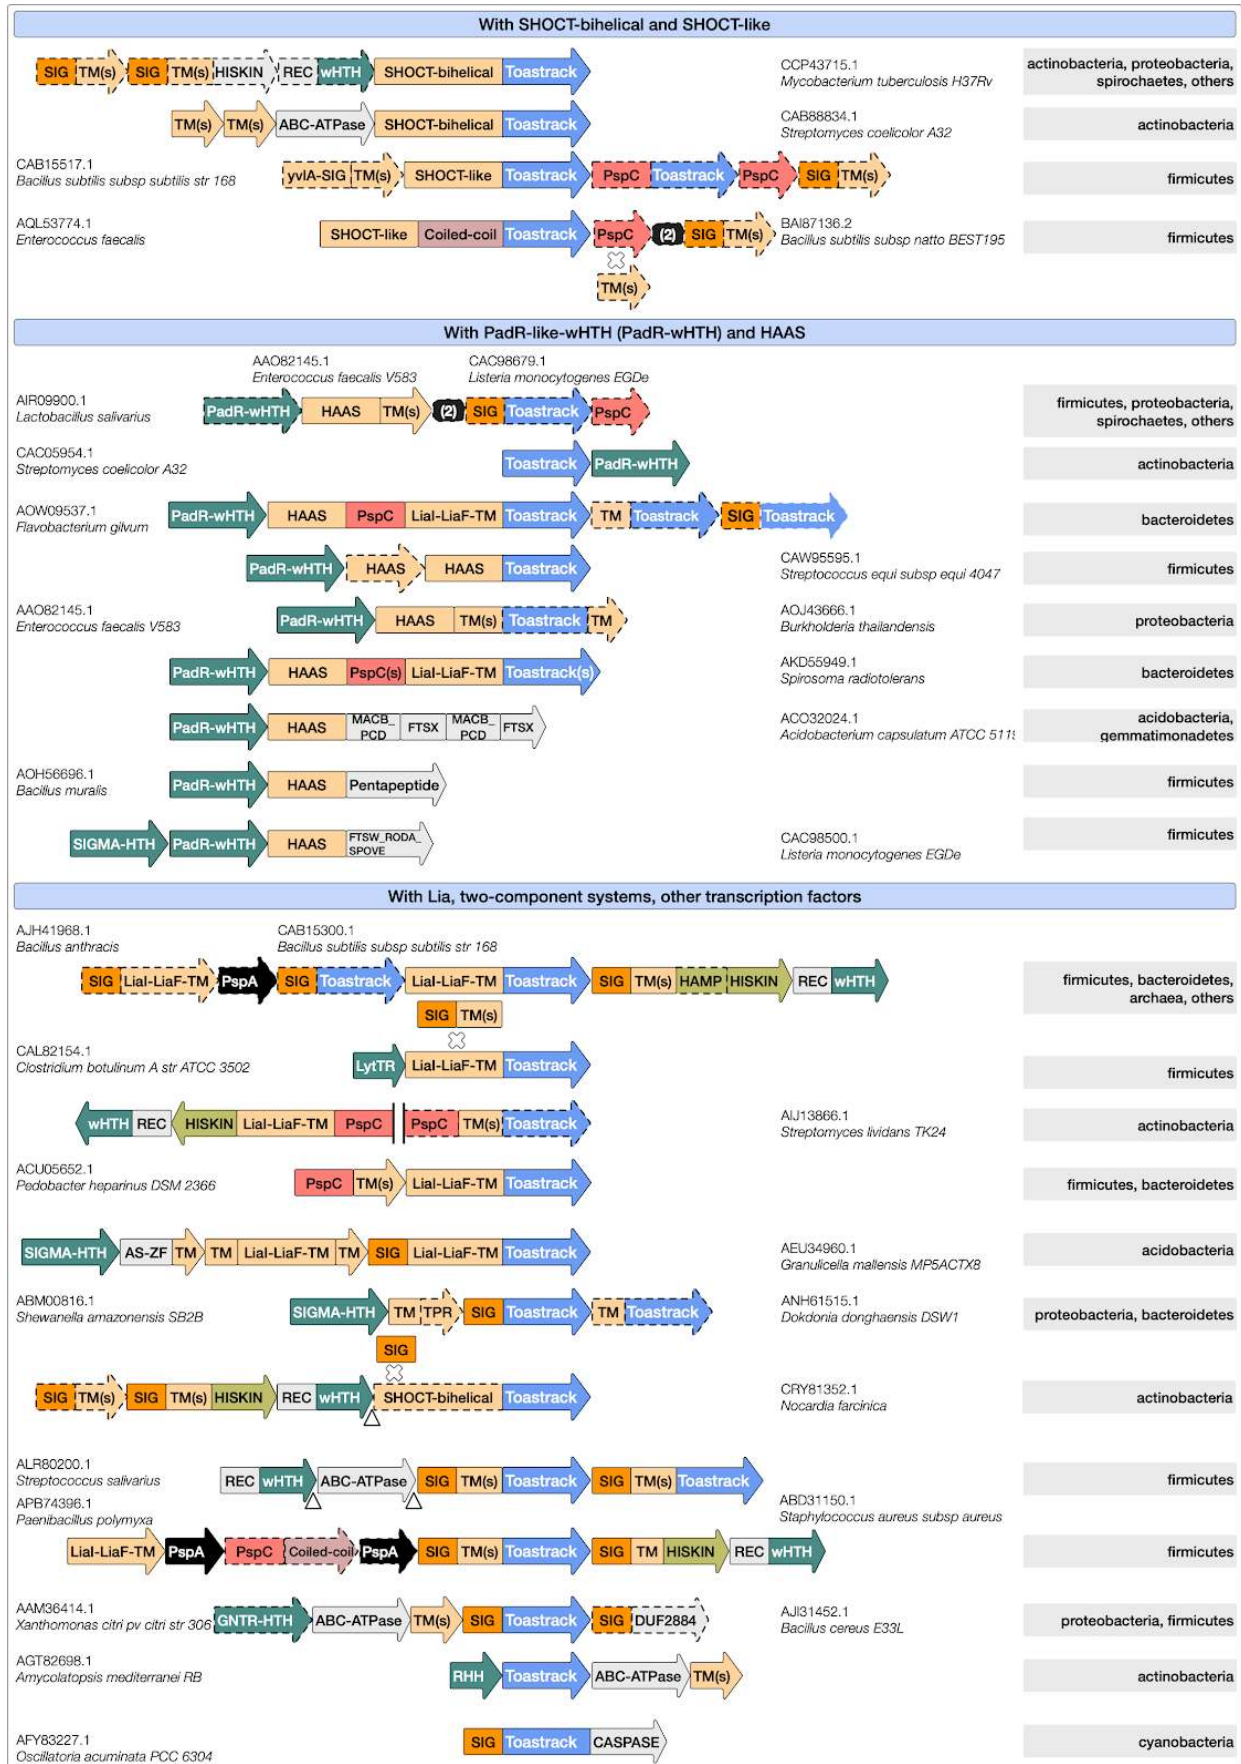 With SHOCT-bihelical and SHOCT-like
SIG TM(s) SIG TM(s) HISKIN REC wHTH SHOCT-bihelical Toastrack
CCP43715.1
Mycobacterium tuberculosis H37Rv
actinobacteria, proteobacteria,
spirochaetes, others
TM(s) TM(s) ABC-ATPase SHOCT-bihelical Toastrack
CAB88834.1
Streptomyces coelicolor A32
actinobacteria
CAB15517.1
Bacillus subtilis subsp subtilis str 168
yvlA-SIG TM(s) SHOCT-like Toastrack PspC Toastrack PspC SIG TM(s)
firmicutes
AQL53774.1
Enterococcus faecalis
SHOCT-like Coiled-coil Toastrack PspC (2) SIG TM(s)
TM(s)
BAI87136.2
Bacillus subtilis subsp natto BEST195
firmicutes
With PadR-like-wHTH (PadR-wHTH) and HAAS
AAO82145.1
Enterococcus faecalis V583
CAC98679.1
Listeria monocytogenes EGDe
AIR09900.1
Lactobacillus salivarius
PadR-wHTH HAAS TM(s) (2) SIG Toastrack PspC
firmicutes, proteobacteria,
spirochaetes, others
CAC05954.1
Streptomyces coelicolor A32
Toastrack PadR-wHTH
actinobacteria
AOW09537.1
Flavobacterium gilvum
PadR-wHTH HAAS PspC LiaI-LiaF-TM Toastrack TM Toastrack SIG Toastrack
bacteroidetes
PadR-wHTH HAAS HAAS Toastrack
CAW95595.1
Streptococcus equi subsp equi 4047
firmicutes
AAO82145.1
Enterococcus faecalis V583
PadR-wHTH HAAS TM(s) Toastrack TM
AOJ43666.1
Burkholderia thailandensis
proteobacteria
PadR-wHTH HAAS PspC(s) LiaI-LiaF-TM Toastrack(s)
AKD55949.1
Spirosoma radiotolerans
bacteroidetes
PadR-wHTH HAAS MACB_PCD FTSX MACB_PCD FTSX
ACO32024.1
Acidobacterium capsulatum ATCC 5119
acidobacteria,
gemmatimonadetes
AOH56696.1
Bacillus muralis
PadR-wHTH HAAS Pentapeptide
firmicutes
SIGMA-HTH PadR-wHTH HAAS FTSW_RODA_SPOVE
CAC98500.1
Listeria monocytogenes EGDe
firmicutes
With Lia, two-component systems, other transcription factors
AJH41968.1
Bacillus anthracis
CAB15300.1
Bacillus subtilis subsp subtilis str 168
SIG LiaI-LiaF-TM PspA SIG Toastrack LiaI-LiaF-TM Toastrack SIG TM(s) HAMP HISKIN REC wHTH
SIG TM(s)
firmicutes, bacteroidetes,
archaea, others
CAL82154.1
Clostridium botulinum A str ATCC 3502
LytTR LiaI-LiaF-TM Toastrack
firmicutes
wHTH REC HISKIN LiaI-LiaF-TM PspC PspC TM(s) Toastrack
AIJ13866.1
Streptomyces lividans TK24
actinobacteria
ACU05652.1
Pedobacter heparinus DSM 2366
PspC TM(s) LiaI-LiaF-TM Toastrack
firmicutes, bacteroidetes
SIGMA-HTH AS-ZF TM TM LiaI-LiaF-TM TM SIG LiaI-LiaF-TM Toastrack
AEU34960.1
Granulicella mallensis MP5ACTX8
acidobacteria
ABM00816.1
Shewanella amazonensis SB2B
SIGMA-HTH TM TPR SIG Toastrack TM Toastrack
SIG
ANH61515.1
Dokdonia donghaensis DSW1
proteobacteria, bacteroidetes
SIG TM(s) SIG TM(s) HISKIN REC wHTH SHOCT-bihelical Toastrack
CRY81352.1
Nocardia farcinica
actinobacteria
ALR80200.1
Streptococcus salivarius
REC wHTH ABC-ATPase SIG TM(s) Toastrack SIG TM(s) Toastrack
firmicutes
APB74396.1
Paenibacillus polymyxa
ABD31150.1
Staphylococcus aureus subsp aureus
LiaI-LiaF-TM PspA PspC Coiled-coil PspA SIG TM(s) Toastrack SIG TM HISKIN REC wHTH
firmicutes
AAM36414.1
Xanthomonas citri pv citri str 306
GNTR-HTH ABC-ATPase TM(s) SIG Toastrack SIG DUF2884
AJI31452.1
Bacillus cereus E33L
proteobacteria, firmicutes
AGT82698.1
Amycolatopsis mediterranei RB
RHH Toastrack ABC-ATPase TM(s)
actinobacteria
AFY83227.1
Oscillatoria acuminata PCC 6304
SIG Toastrack CASPASE
cyanobacteria